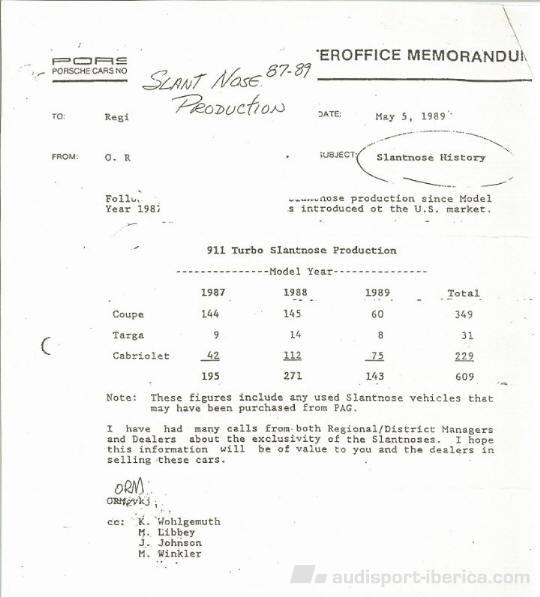 PORS
'EROFFICE MEMORANDU
PORSCHE CARS NO
SLANT NOSE 87-89
PRODUCTION
TO: Regi
DATE: May 5, 1989
FROM: O. R
SUBJECT: Slantnose History
nose production since Model
Year 1987 s introduced ot the U.S. market.
911 Turbo Slantnose Production
---------------Model Year---------------
1987 1988 1989 Total
Coupe 144 145 60 349
Targa 9 14 8 31
Cabriolet 42 112 75 229
195 271 143 609
Note: These figures include any used Slantnose vehicles that
may have been purchased from PAG.
I have had many calls from both Regional/District Managers
and Dealers about the exclusivity of the Slantnoses. I hope
this information will be of value to you and the dealers in
selling these cars.
ORM
cc: K. Wohlgemuth
M. Libbey
J. Johnson
M. Winkler
audisport-iberica.com